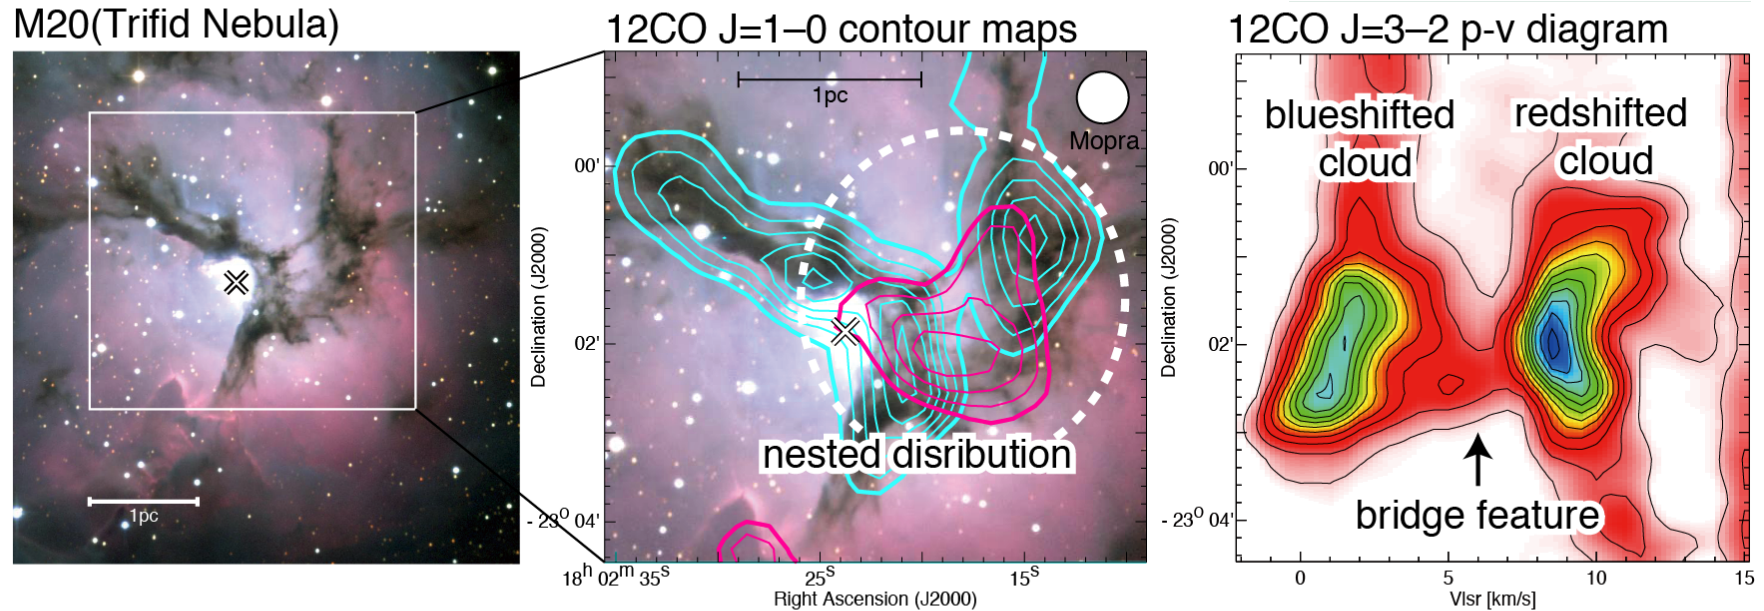 M20(Trifid Nebula)
1pc
12CO J=1–0 contour maps
1pc
Mopra
nested disribution
00'
02'
- 23º 04'
Declination (J2000)
18h 02m 35s
25s
15s
Right Ascension (J2000)
12CO J=3–2 p-v diagram
blueshifted
cloud
redshifted
cloud
bridge feature
00'
02'
- 23º 04'
Declination (J2000)
0
5
10
15
Vlsr [km/s]